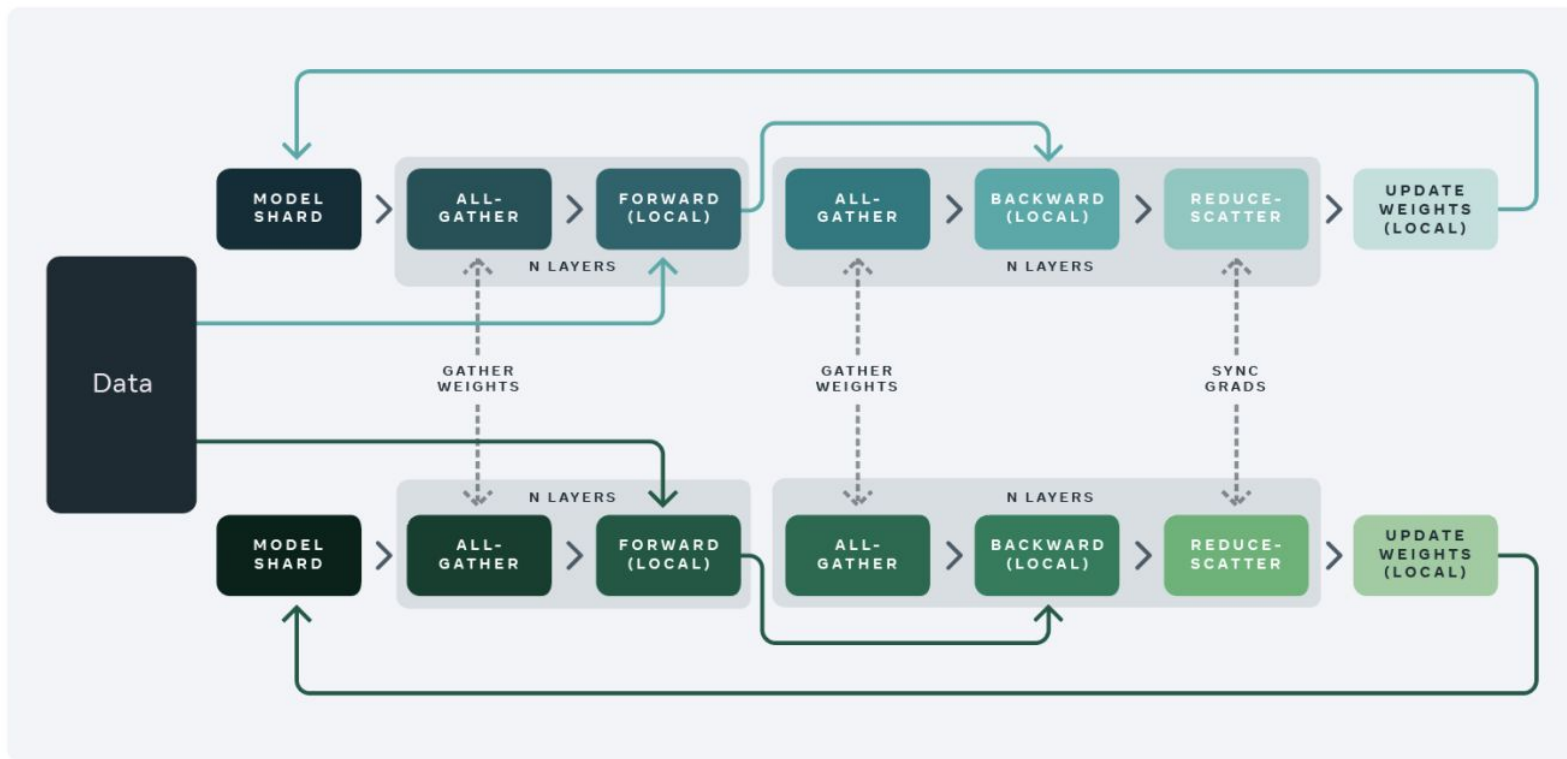 MODEL
SHARD
ALL-
GATHER
FORWARD
(LOCAL)
N LAYERS
ALL-
GATHER
BACKWARD
(LOCAL)
REDUCE-
SCATTER
N LAYERS
UPDATE
WEIGHTS
(LOCAL)
Data
GATHER
WEIGHTS
GATHER
WEIGHTS
SYNC
GRADS
MODEL
SHARD
N LAYERS
ALL-
GATHER
FORWARD
(LOCAL)
N LAYERS
ALL-
GATHER
BACKWARD
(LOCAL)
REDUCE-
SCATTER
UPDATE
WEIGHTS
(LOCAL)